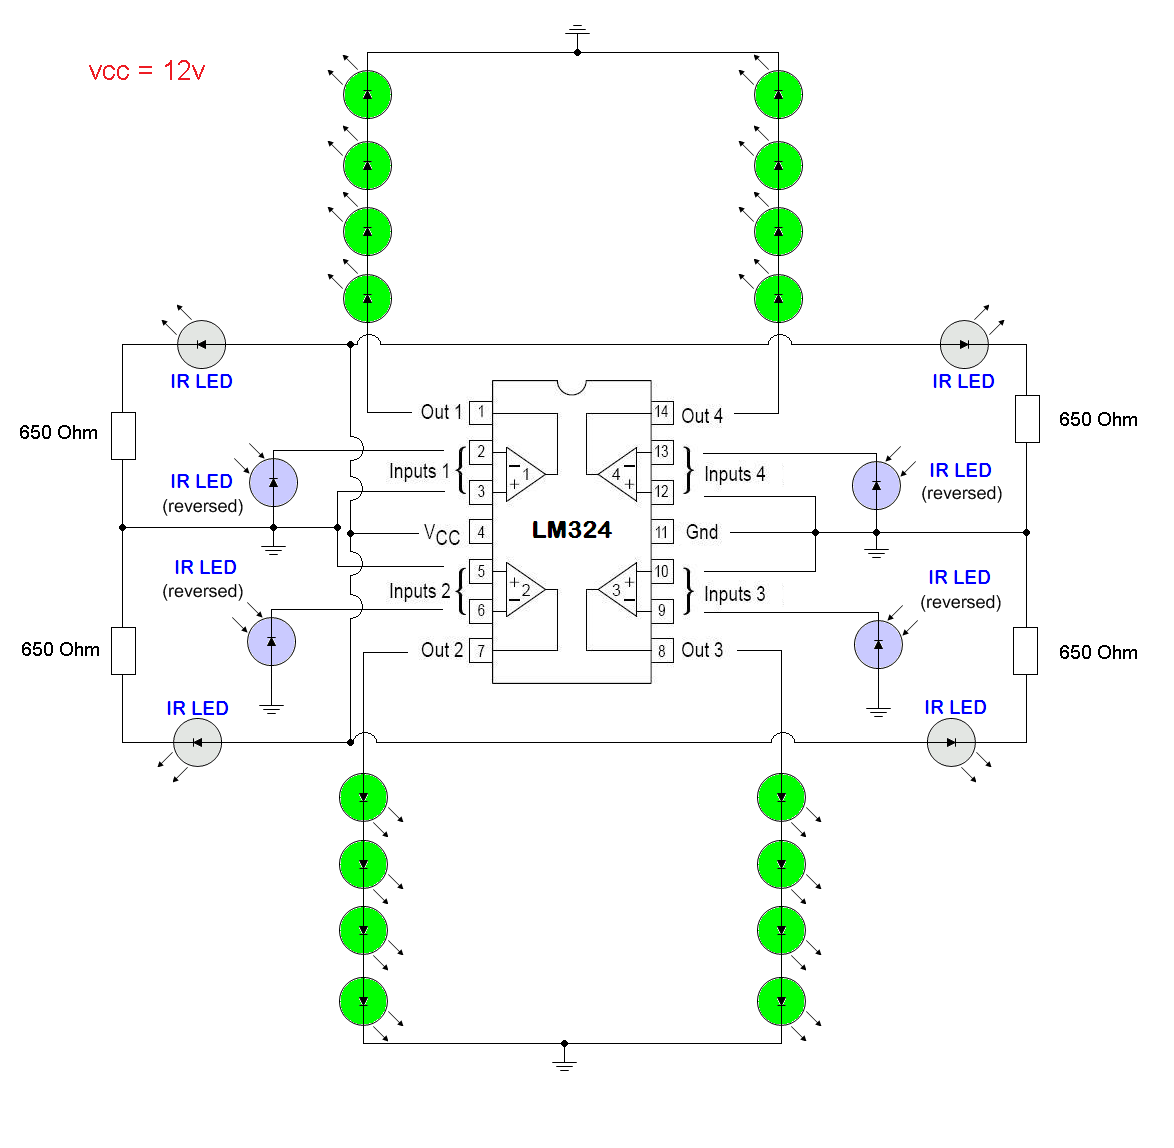 vcc = 12v
IR LED
IR LED
650 Ohm
650 Ohm
Out 1
1
14
Out 4
IR LED
(reversed)
Inputs 1
{
2
−
+
1
3
13
−
4
+
12
}
Inputs 4
IR LED
(reversed)
VCC
4
LM324
11
Gnd
IR LED
(reversed)
Inputs 2
{
5
+
−
2
6
10
+
3
−
9
}
Inputs 3
IR LED
(reversed)
650 Ohm
650 Ohm
Out 2
7
8
Out 3
IR LED
IR LED